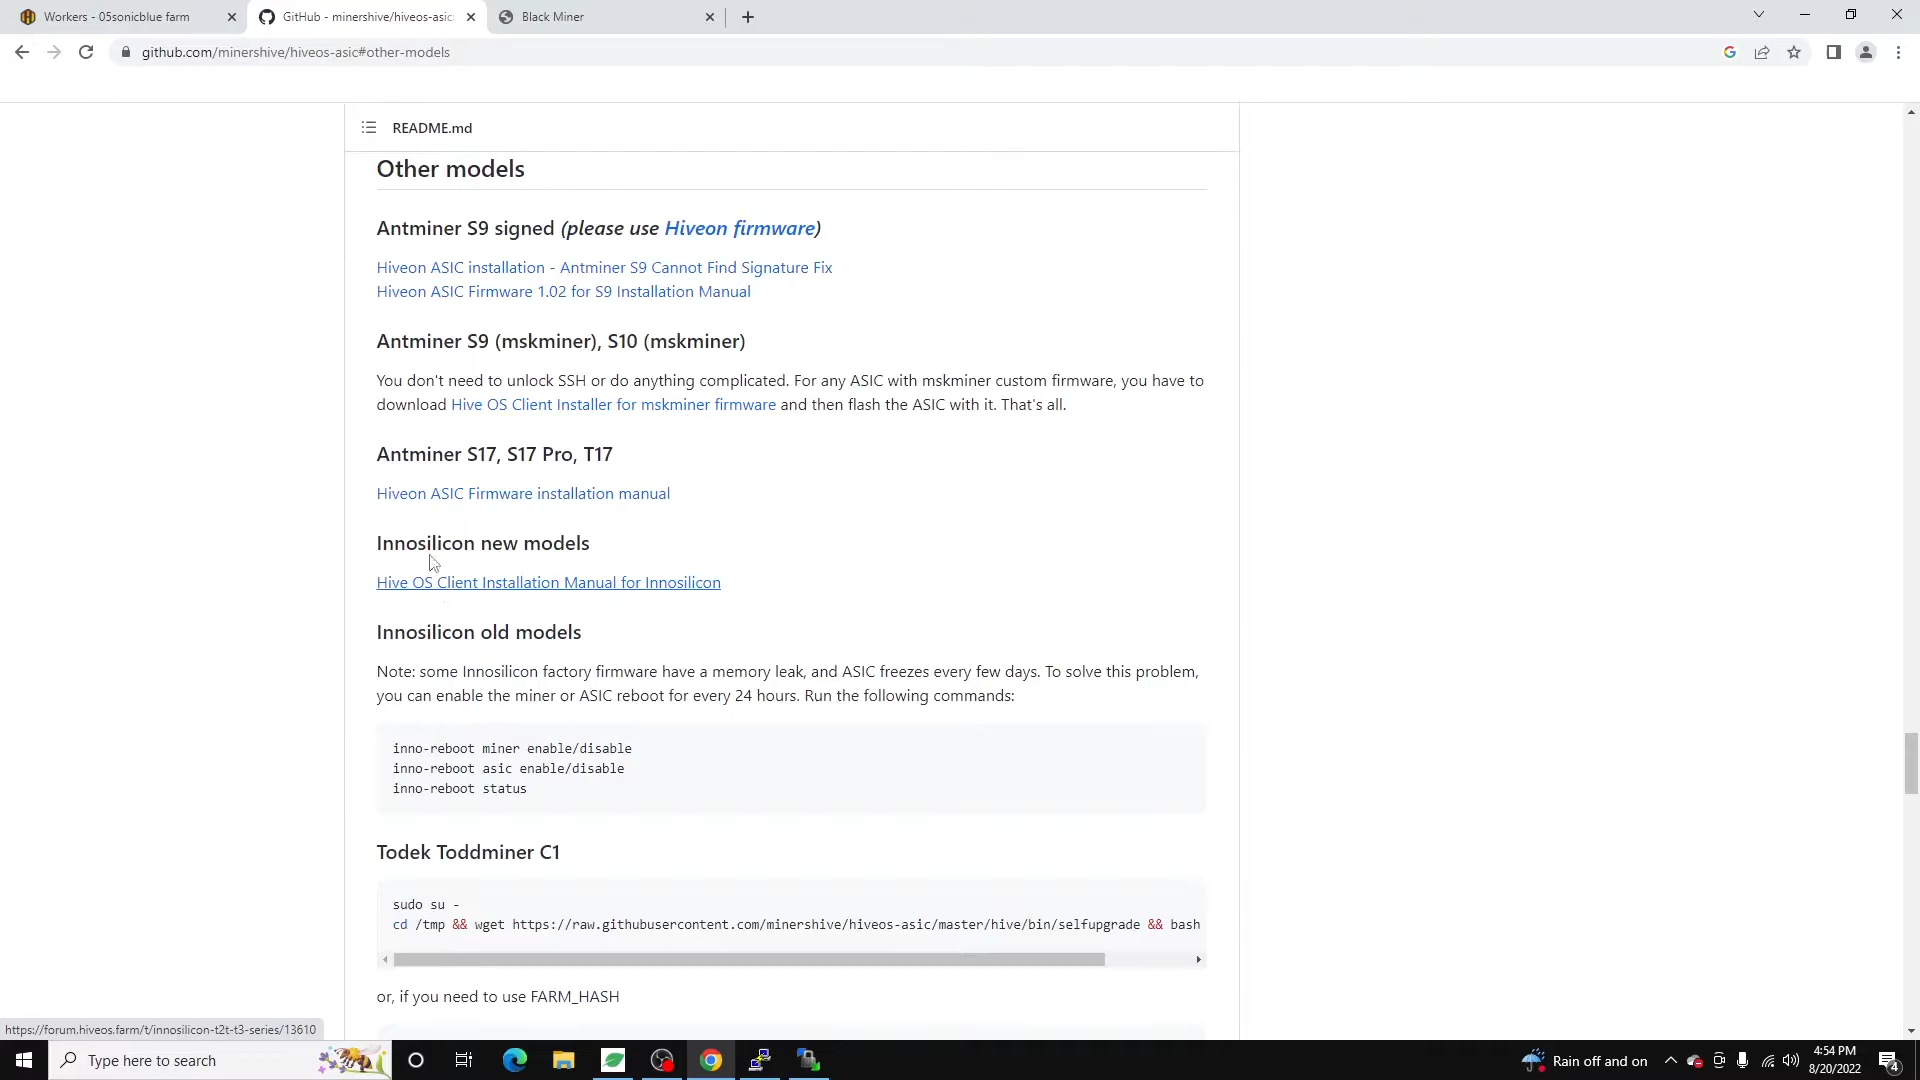 Workers - 05sonicblue farm
GitHub - minershive/hiveos-asic:
Black Miner
github.com/minershive/hiveos-asic#other-models
README.md
Other models
Antminer S9 signed (please use Hiveon firmware)
Hiveon ASIC installation - Antminer S9 Cannot Find Signature Fix
Hiveon ASIC Firmware 1.02 for S9 Installation Manual
Antminer S9 (mskminer), S10 (mskminer)
You don't need to unlock SSH or do anything complicated. For any ASIC with mskminer custom firmware, you have to
download Hive OS Client Installer for mskminer firmware and then flash the ASIC with it. That's all.
Antminer S17, S17 Pro, T17
Hiveon ASIC Firmware installation manual
Innosilicon new models
Hive OS Client Installation Manual for Innosilicon
Innosilicon old models
Note: some Innosilicon factory firmware have a memory leak, and ASIC freezes every few days. To solve this problem,
you can enable the miner or ASIC reboot for every 24 hours. Run the following commands:
inno-reboot miner enable/disable
inno-reboot asic enable/disable
inno-reboot status
Todek Toddminer C1
sudo su -
cd /tmp && wget https://raw.githubusercontent.com/minershive/hiveos-asic/master/hive/bin/selfupgrade && bash
or, if you need to use FARM_HASH
https://forum.hiveos.farm/t/innosilicon-t2t-t3-series/13610
Type here to search
Rain off and on
4:54 PM
8/20/2022
4